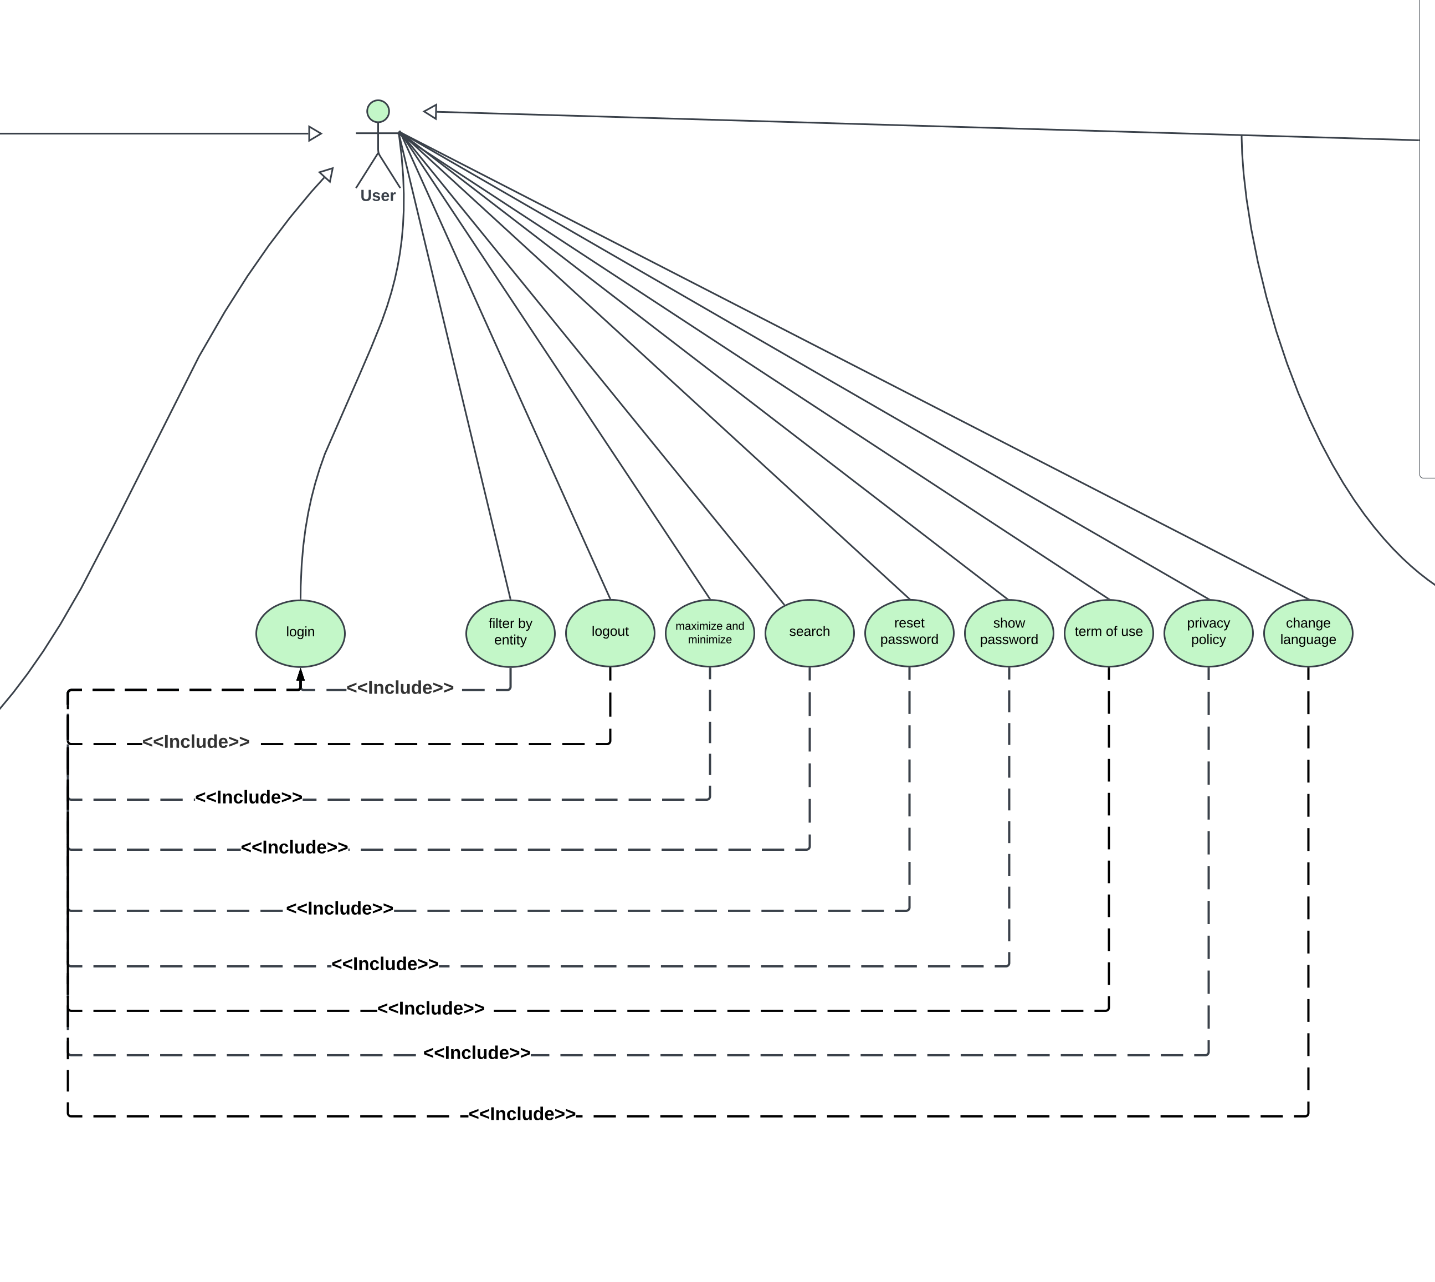 User
login
filter by
entity
logout
maximize and
minimize
search
reset
password
show
password
term of use
privacy
policy
change
language
<<Include>>
<<Include>>
<<Include>>
<<Include>>
<<Include>>
<<Include>>
<<Include>>
<<Include>>
<<Include>>